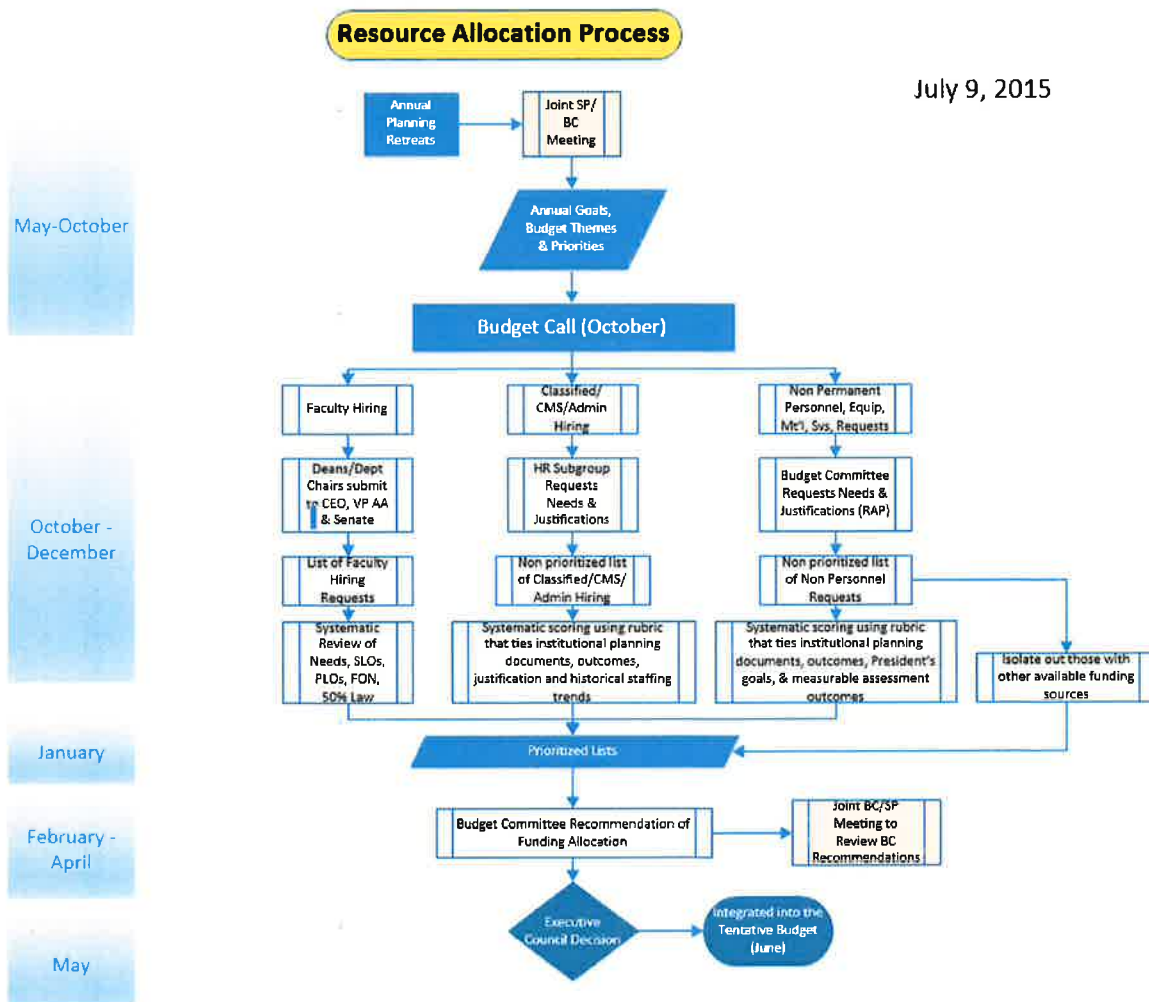 Resource Allocation Process
July 9, 2015
Annual
Planning
Retreats
Joint SP/
BC
Meeting
May-October
Annual Goals,
Budget Themes
& Priorities
Budget Call (October)
Faculty Hiring
Classified/
CMS/Admin
Hiring
Non Permanent
Personnel, Equip,
Mt'l, Svs, Requests
October -
December
Deans/Dept
Chairs submit
to CEO, VP AA
& Senate
HR Subgroup
Requests
Needs &
Justifications
Budget Committee
Requests Needs &
Justifications (RAP)
List of Faculty
Hiring
Requests
Non prioritized list
of Classified/CMS/
Admin Hiring
Non prioritized list
of Non Personnel
Requests
Systematic
Review of
Needs, SLOs,
PLOs, FON,
50% Law
Systematic scoring using rubric
that ties institutional planning
documents, outcomes,
justification and historical staffing
trends
Systematic scoring using rubric
that ties institutional planning
documents, outcomes, President's
goals, & measurable assessment
outcomes
Isolate out those with
other available funding
sources
January
Prioritized Lists
February -
April
Budget Committee Recommendation of
Funding Allocation
Joint BC/SP
Meeting to
Review BC
Recommendations
May
Executive
Council Decision
Integrated into the
Tentative Budget
(June)